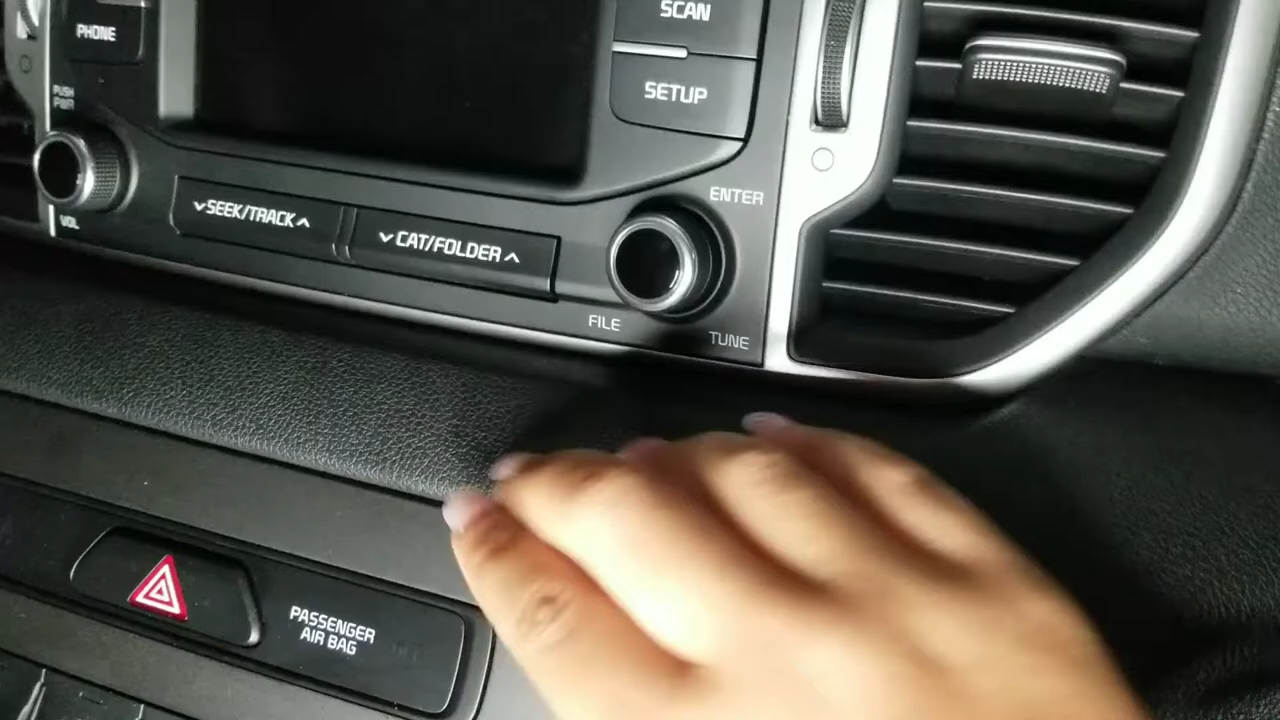 SCAN
PHONE
SETUP
PUSH
PWR
ENTER
VOL
SEEK/TRACK
CAT/FOLDER
FILE
TUNE
PASSENGER
AIR BAG